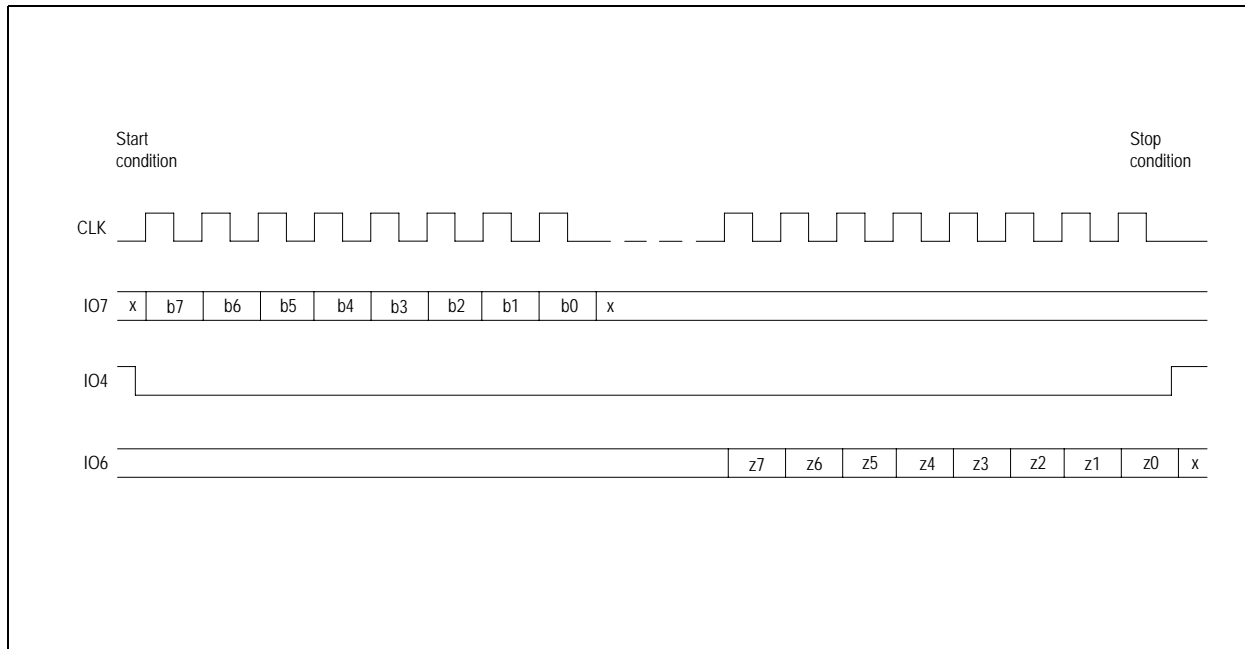 Start
condition
Stop
condition
CLK
IO7 x b7 b6 b5 b4 b3 b2 b1 b0 x
IO4
IO6 z7 z6 z5 z4 z3 z2 z1 z0 x